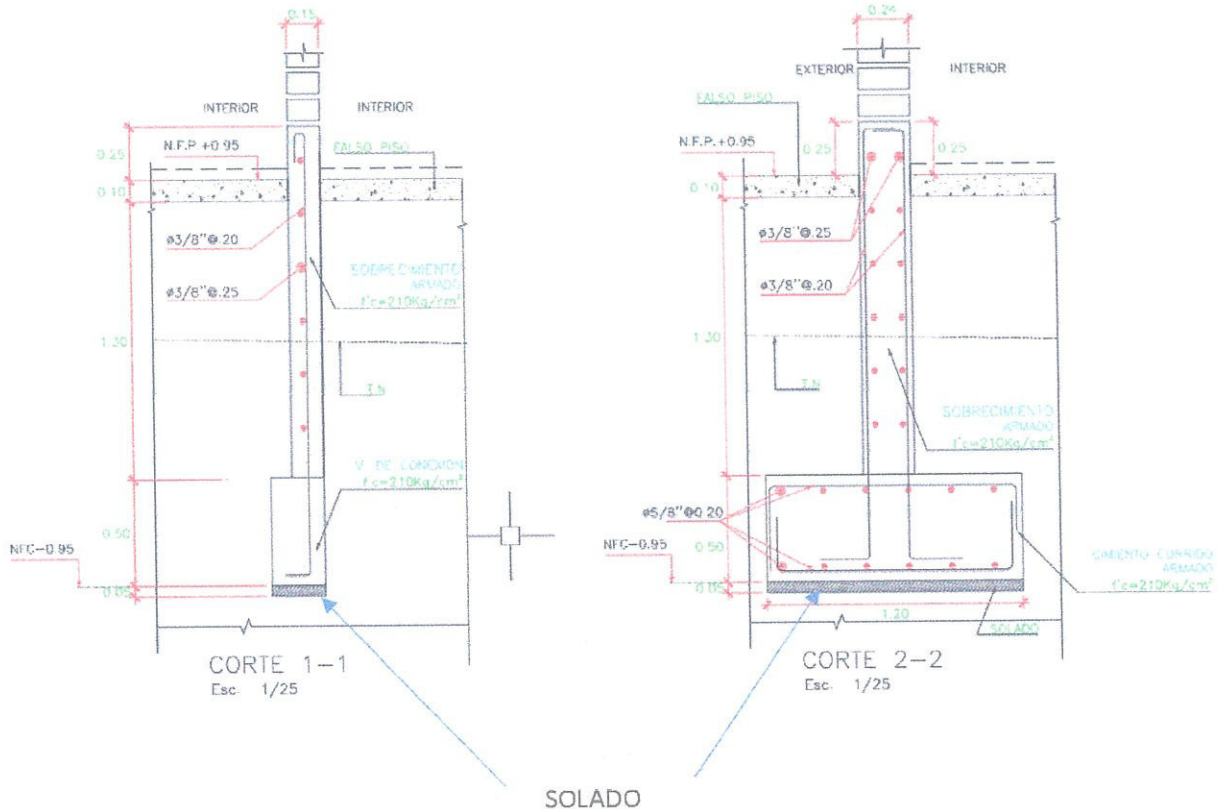 0.15
INTERIOR
INTERIOR
N.F.P. +0.95
FALSO PISO
0.25
0.10
ø3/8"@.20
ø3/8"@.25
SOBRECIMIENTO
ARMADO
f'c=210Kg/cm²
1.30
T.N
V. DE CONEXION
f'c=210Kg/cm²
0.50
NFC-0.95
0.05
CORTE 1-1
Esc. 1/25
0.24
EXTERIOR
INTERIOR
FALSO PISO
N.F.P.+0.95
0.25
0.25
0.10
ø3/8"@.25
ø3/8"@.20
1.30
T.N
SOBRECIMIENTO
ARMADO
f'c=210Kg/cm²
ø5/8"@0.20
NFC-0.95
0.50
0.05
CIMIENTO CORRIDO
ARMADO
f'c=210Kg/cm²
1.20
SOLADO
CORTE 2-2
Esc. 1/25
SOLADO